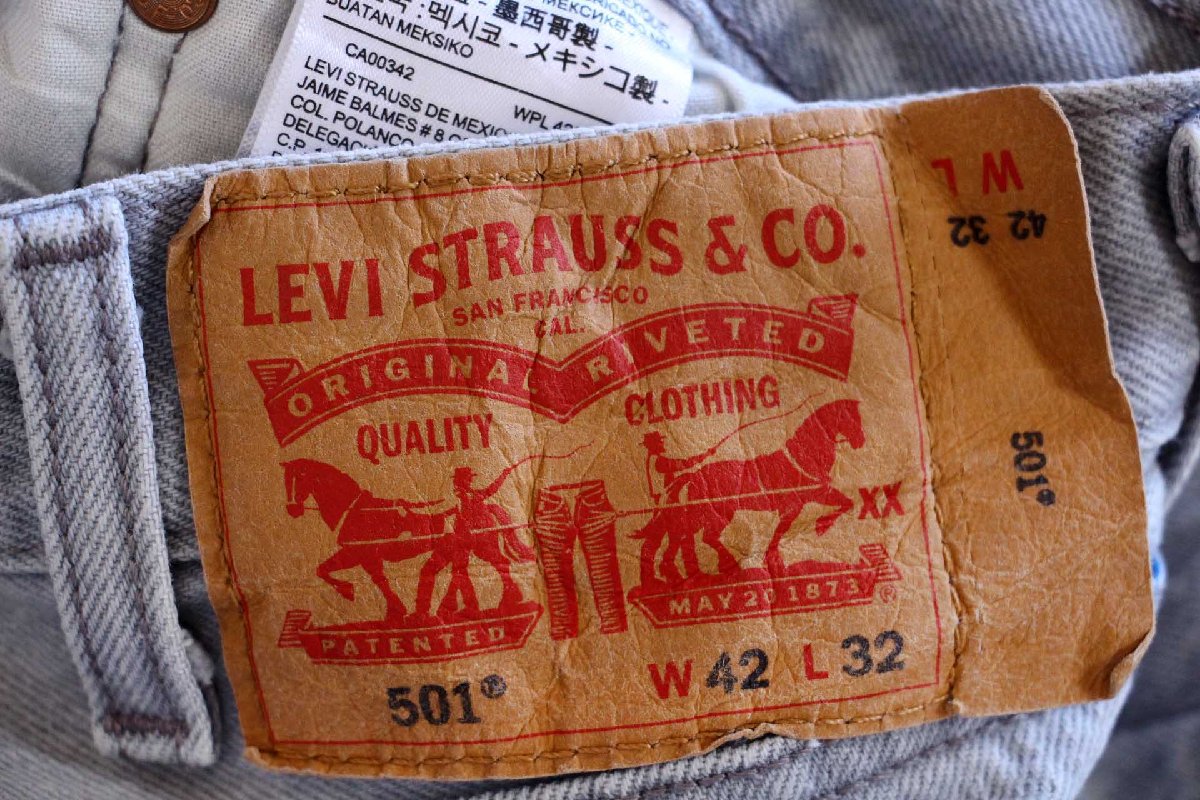 멕시코 - 墨西哥製 -
BUATAN MEKSIKO
メキシコ製 -
CA00342
WPL
LEVI STRAUSS DE MEXICO
JAIME BALMES # 8
COL. POLANCO
C.P.
LEVI STRAUSS & CO.
SAN FRANCISCO
CAL.
ORIGINAL RIVETED
QUALITY CLOTHING
XX
PATENTED
MAY 20 1873
®
501®
W 42 L 32
W L
42 32
501®